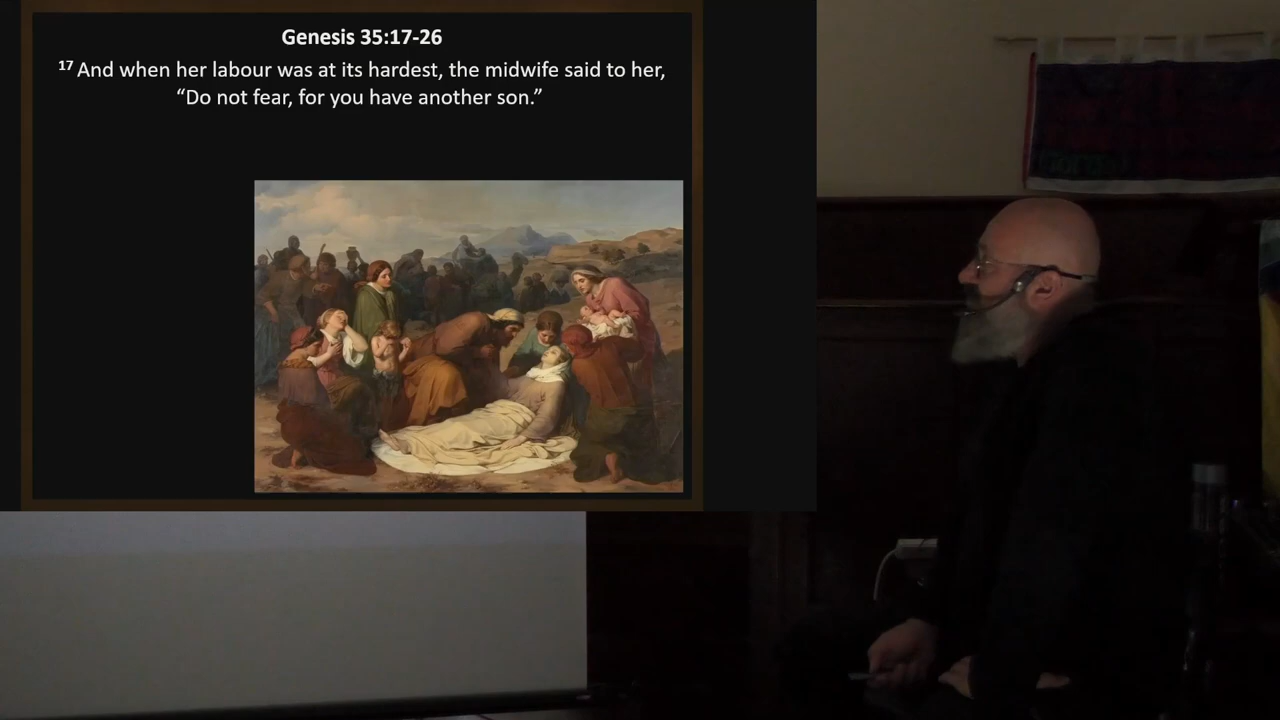 Genesis 35:17-26
17 And when her labour was at its hardest, the midwife said to her,
“Do not fear, for you have another son.”